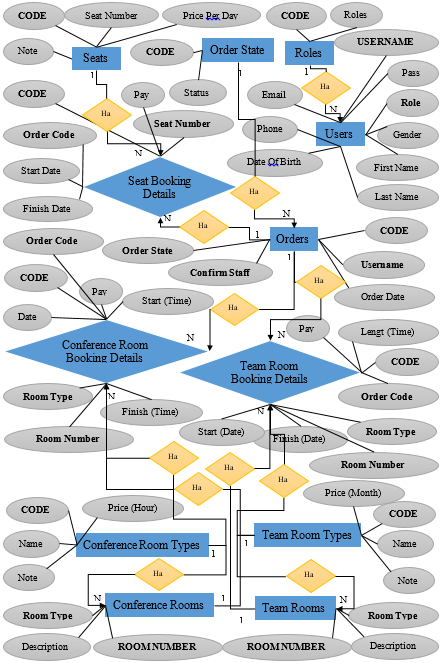 CODE
Seat Number
Price Per Day
CODE
Roles
Note
Seats
CODE
Order State
Roles
USERNAME
1
1
1
Pass
CODE
Pay
Status
Ha
Email
Role
Ha
Seat Number
N
Order Code
Phone
Users
Gender
N
Date Of Birth
First Name
Start Date
Seat Booking
Details
Ha
Last Name
Finish Date
N
N
Ha
1
CODE
Order Code
Order State
Orders
1
Confirm Staff
Username
CODE
Ha
Pay
Start (Time)
Order Date
Ha
Date
N
N
Pay
Lengt (Time)
Conference Room
Booking Details
Team Room
Booking Details
CODE
Room Type
N
Finish (Time)
Order Code
N
Room Number
Start (Date)
Finish (Date)
Room Type
Ha
Ha
Room Number
Ha
Ha
Price (Month)
CODE
Price (Hour)
CODE
Name
Conference Room Types
1
Team Room Types
1
Name
Note
Ha
Ha
Note
N
Conference Rooms
1
1
Team Rooms
N
Room Type
Room Type
Description
ROOM NUMBER
ROOM NUMBER
Description